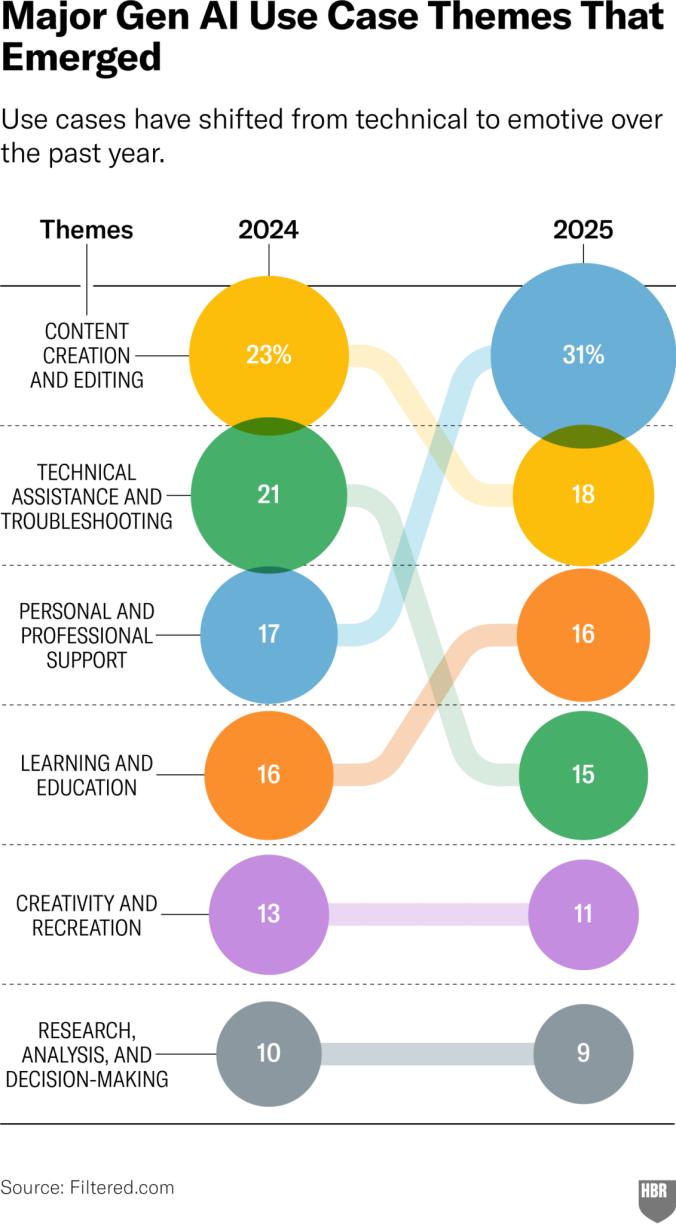 Major Gen AI Use Case Themes That
Emerged
Use cases have shifted from technical to emotive over
the past year.
Themes
2024
2025
CONTENT
CREATION
AND EDITING
23%
31%
TECHNICAL
ASSISTANCE AND
TROUBLESHOOTING
21
18
PERSONAL AND
PROFESSIONAL
SUPPORT
17
16
LEARNING AND
EDUCATION
16
15
CREATIVITY AND
RECREATION
13
11
RESEARCH,
ANALYSIS, AND
DECISION-MAKING
10
9
Source: Filtered.com
HBR